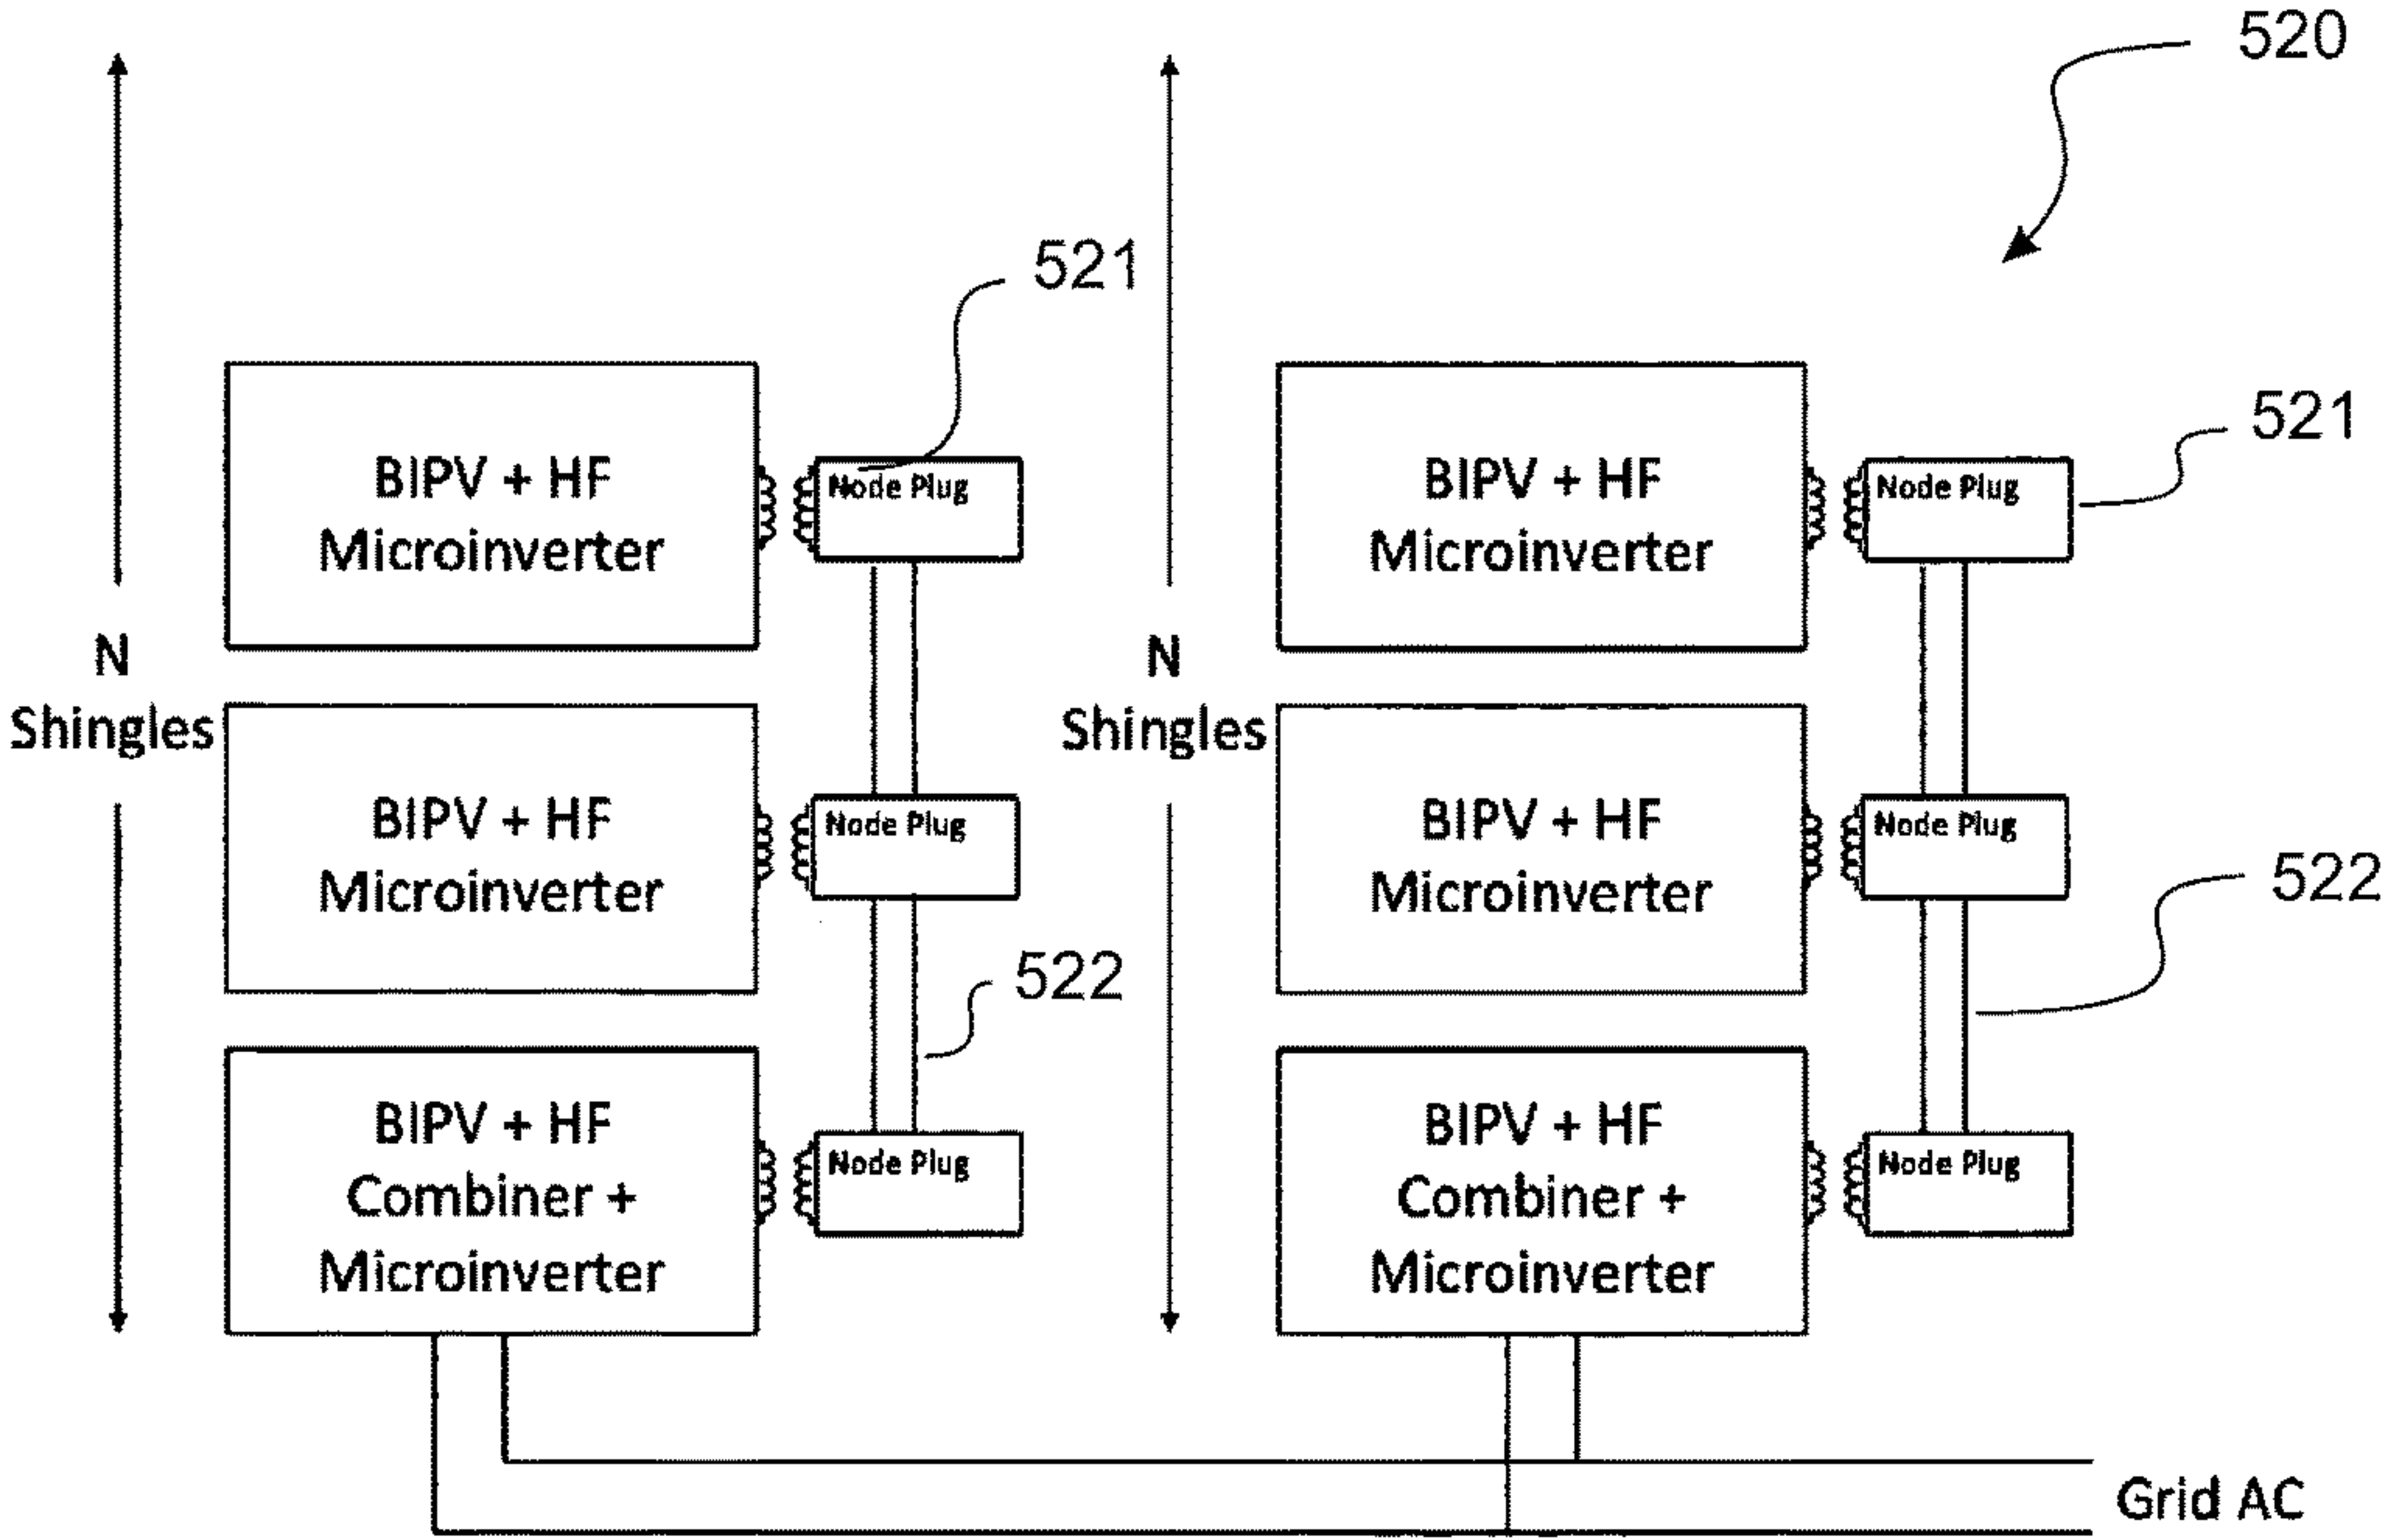 520
521
BIPV + HF
Microinverter
Node Plug
BIPV + HF
Microinverter
Node Plug
521
N
Shingles
N
Shingles
BIPV + HF
Microinverter
Node Plug
BIPV + HF
Microinverter
Node Plug
522
522
BIPV + HF
Combiner +
Microinverter
Node Plug
BIPV + HF
Combiner +
Microinverter
Node Plug
Grid AC